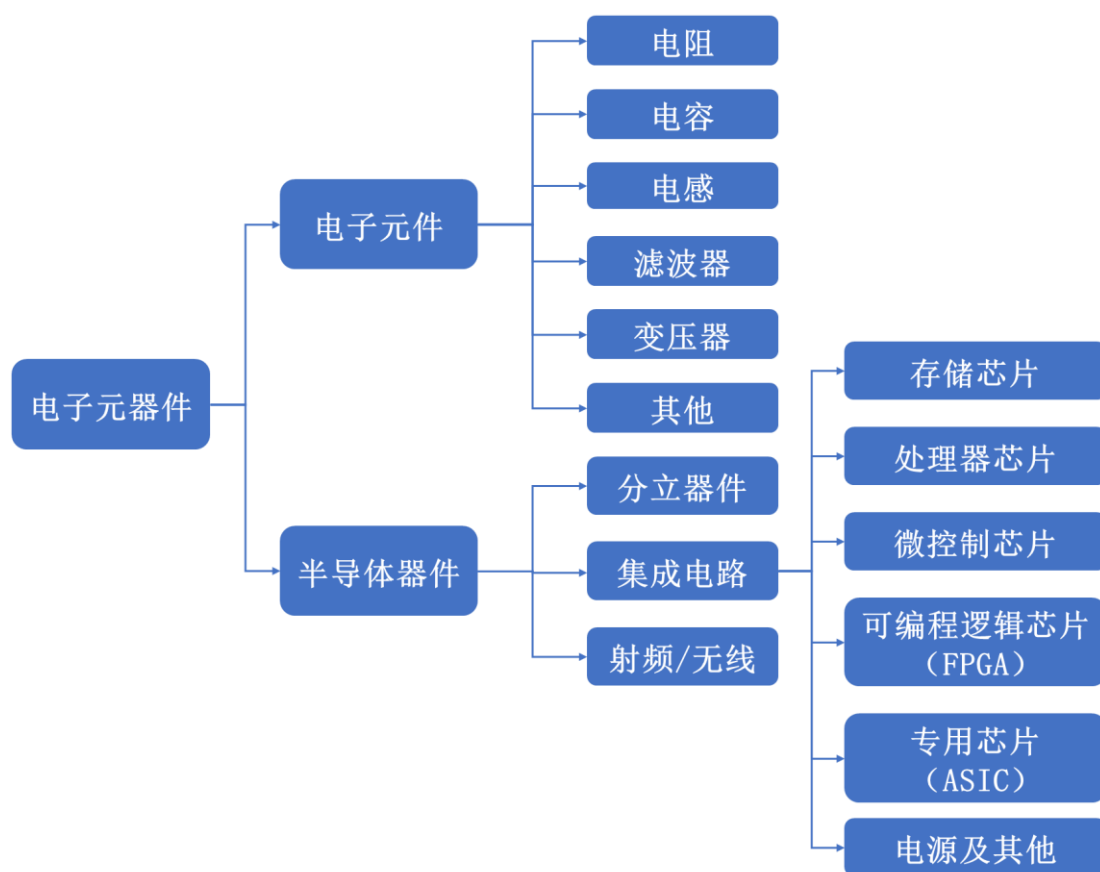 电子元器件
电子元件
半导体器件
电阻
电容
电感
滤波器
变压器
其他
分立器件
集成电路
射频/无线
存储芯片
处理器芯片
微控制芯片
可编程逻辑芯片
（FPGA）
专用芯片
（ASIC）
电源及其他